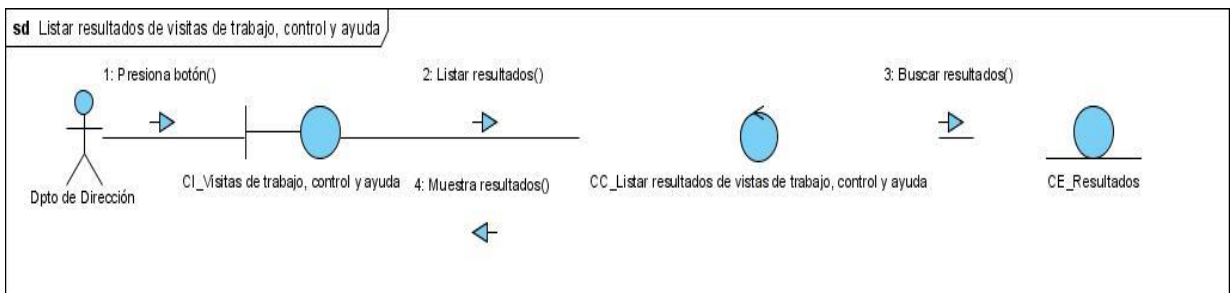 sd Listar resultados de visitas de trabajo, control y ayuda
1: Presiona botón()
2: Listar resultados()
3: Buscar resultados()
CI_Visitas de trabajo, control y ayuda
4: Muestra resultados()
CC_Listar resultados de vistas de trabajo, control y ayuda
CE_Resultados
Dpto de Dirección